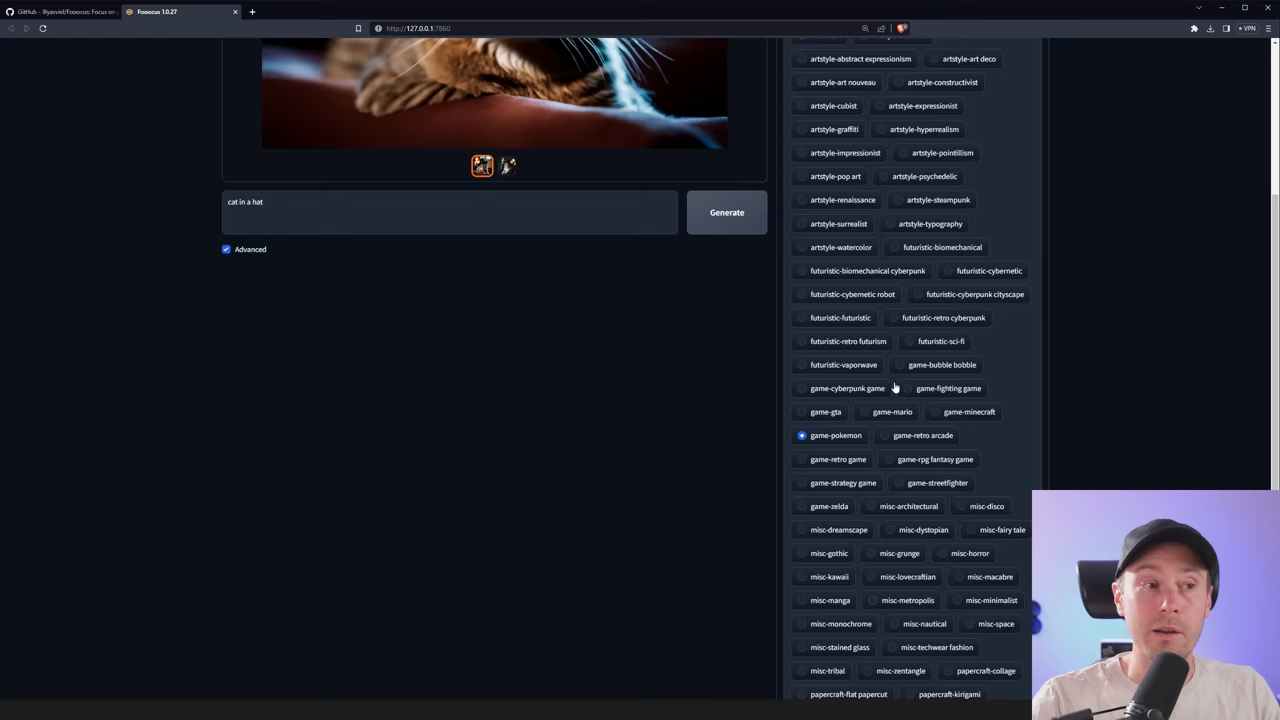 GitHub - lllyasviel/Fooocus: Focus on
Fooocus 1.0.27
http://127.0.0.1:7860
VPN
artstyle-abstract expressionism
artstyle-art deco
artstyle-art nouveau
artstyle-constructivist
artstyle-cubist
artstyle-expressionist
artstyle-graffiti
artstyle-hyperrealism
artstyle-impressionist
artstyle-pointillism
artstyle-pop art
artstyle-psychedelic
artstyle-renaissance
artstyle-steampunk
artstyle-surrealist
artstyle-typography
artstyle-watercolor
futuristic-biomechanical
futuristic-biomechanical cyberpunk
futuristic-cybernetic
futuristic-cybernetic robot
futuristic-cyberpunk cityscape
futuristic-futuristic
futuristic-retro cyberpunk
futuristic-retro futurism
futuristic-sci-fi
futuristic-vaporwave
game-bubble bobble
game-cyberpunk game
game-fighting game
game-gta
game-mario
game-minecraft
game-pokemon
game-retro arcade
game-retro game
game-rpg fantasy game
game-strategy game
game-streetfighter
game-zelda
misc-architectural
misc-disco
misc-dreamscape
misc-dystopian
misc-fairy tale
misc-gothic
misc-grunge
misc-horror
misc-kawaii
misc-lovecraftian
misc-macabre
misc-manga
misc-metropolis
misc-minimalist
misc-monochrome
misc-nautical
misc-space
misc-stained glass
misc-techwear fashion
misc-tribal
misc-zentangle
papercraft-collage
papercraft-flat papercut
papercraft-kirigami
cat in a hat
Generate
Advanced